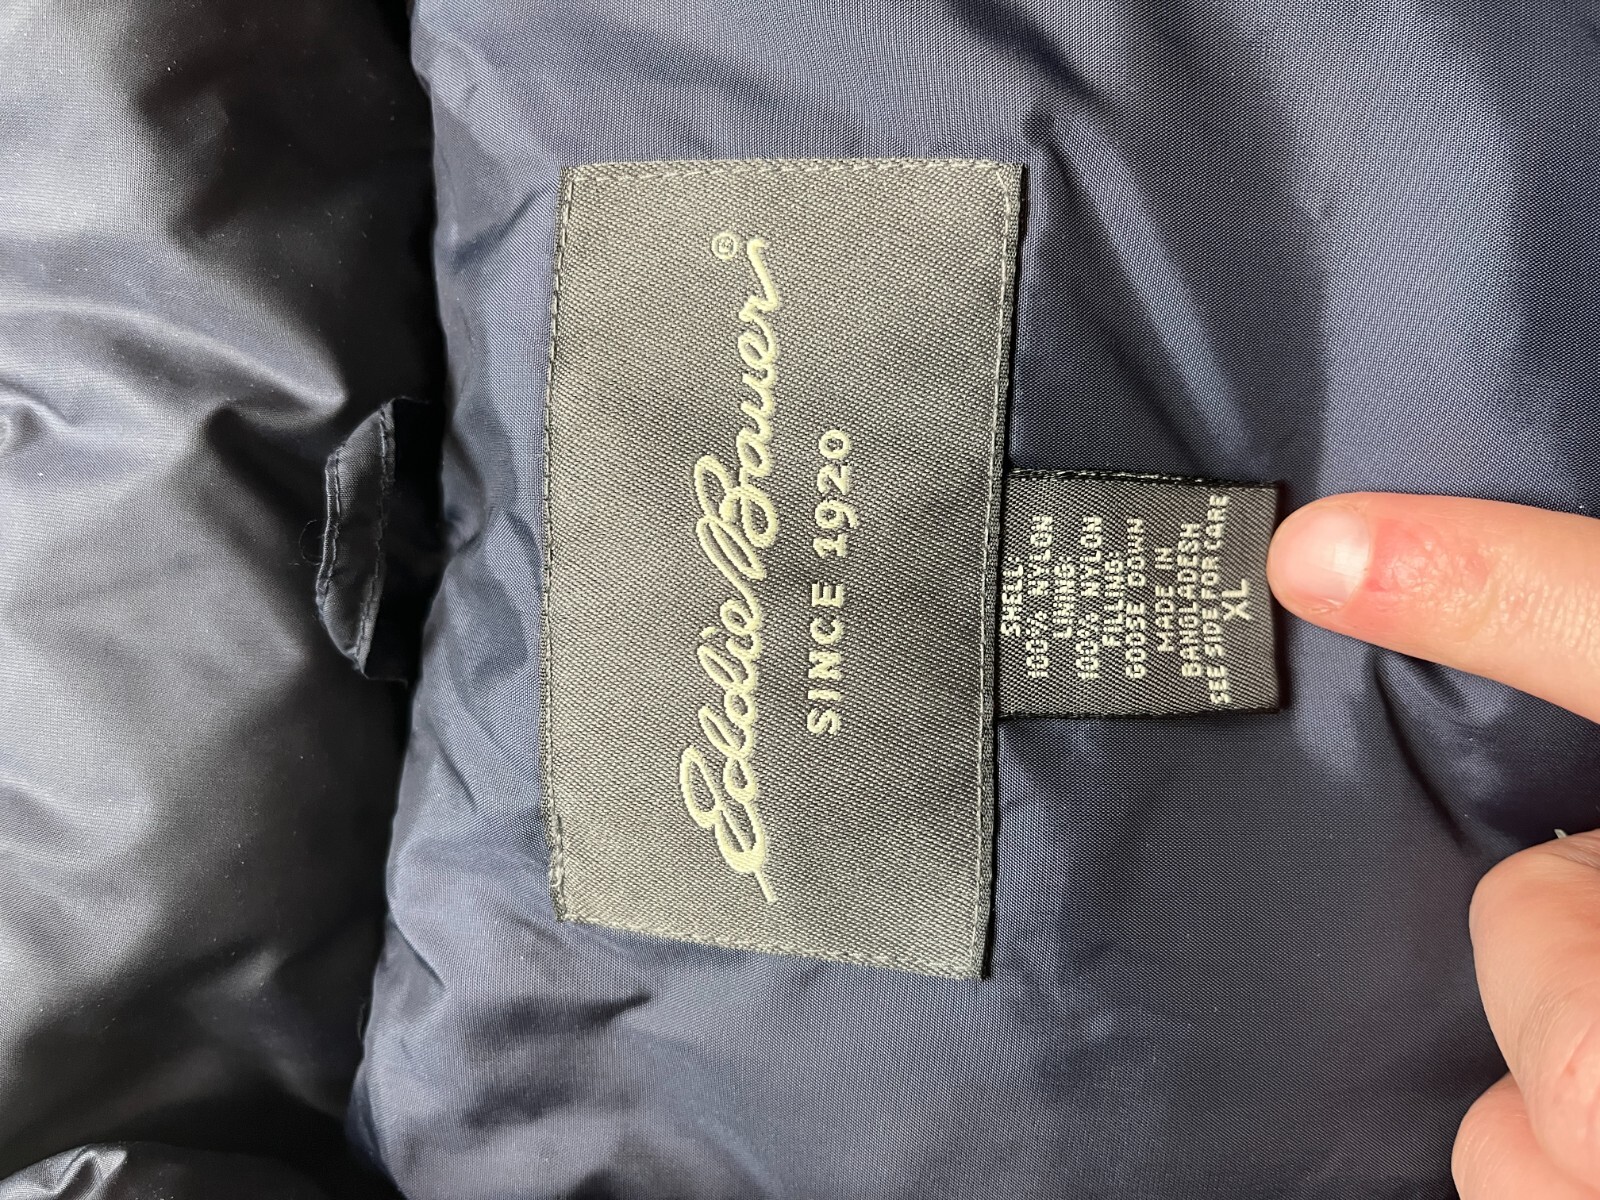 Eddie Bauer®
SINCE 1920
SHELL
100% NYLON
LINING
100% NYLON
FILLING:
GOOSE DOWN
MADE IN
BANGLADESH
SEE SIDE FOR CARE
XL